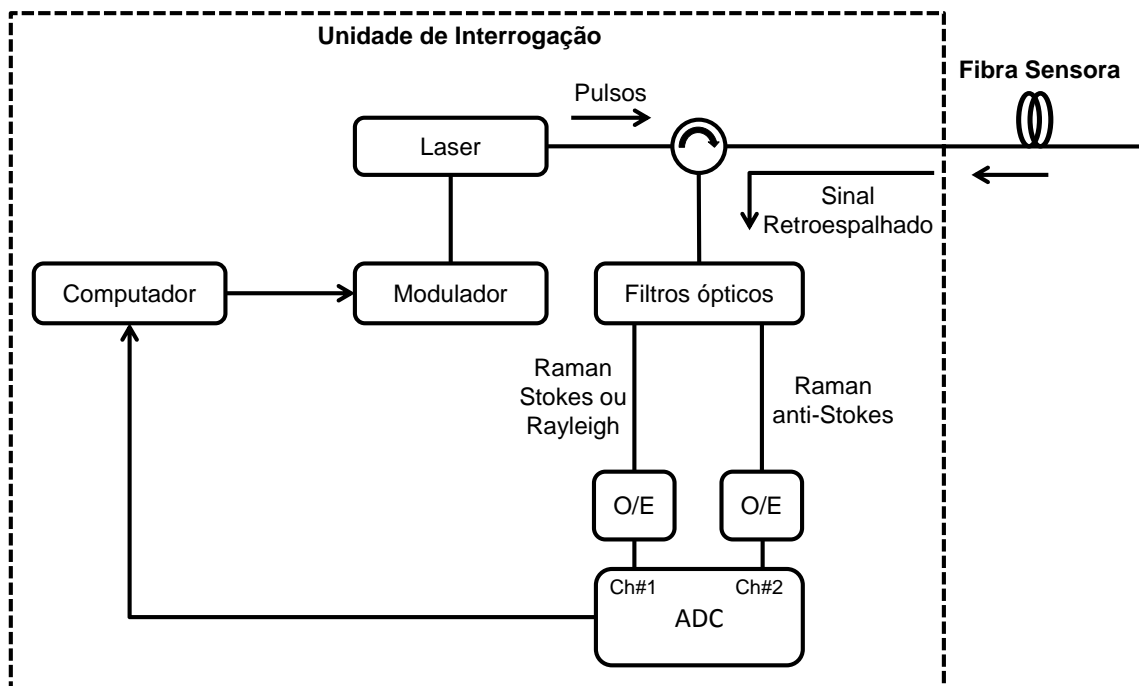 Unidade de Interrogação
Fibra Sensora
Pulsos
Laser
Sinal
Retroespalhado
Computador
Modulador
Filtros ópticos
Raman
Stokes ou
Rayleigh
Raman
anti-Stokes
O/E
O/E
Ch#1
Ch#2
ADC